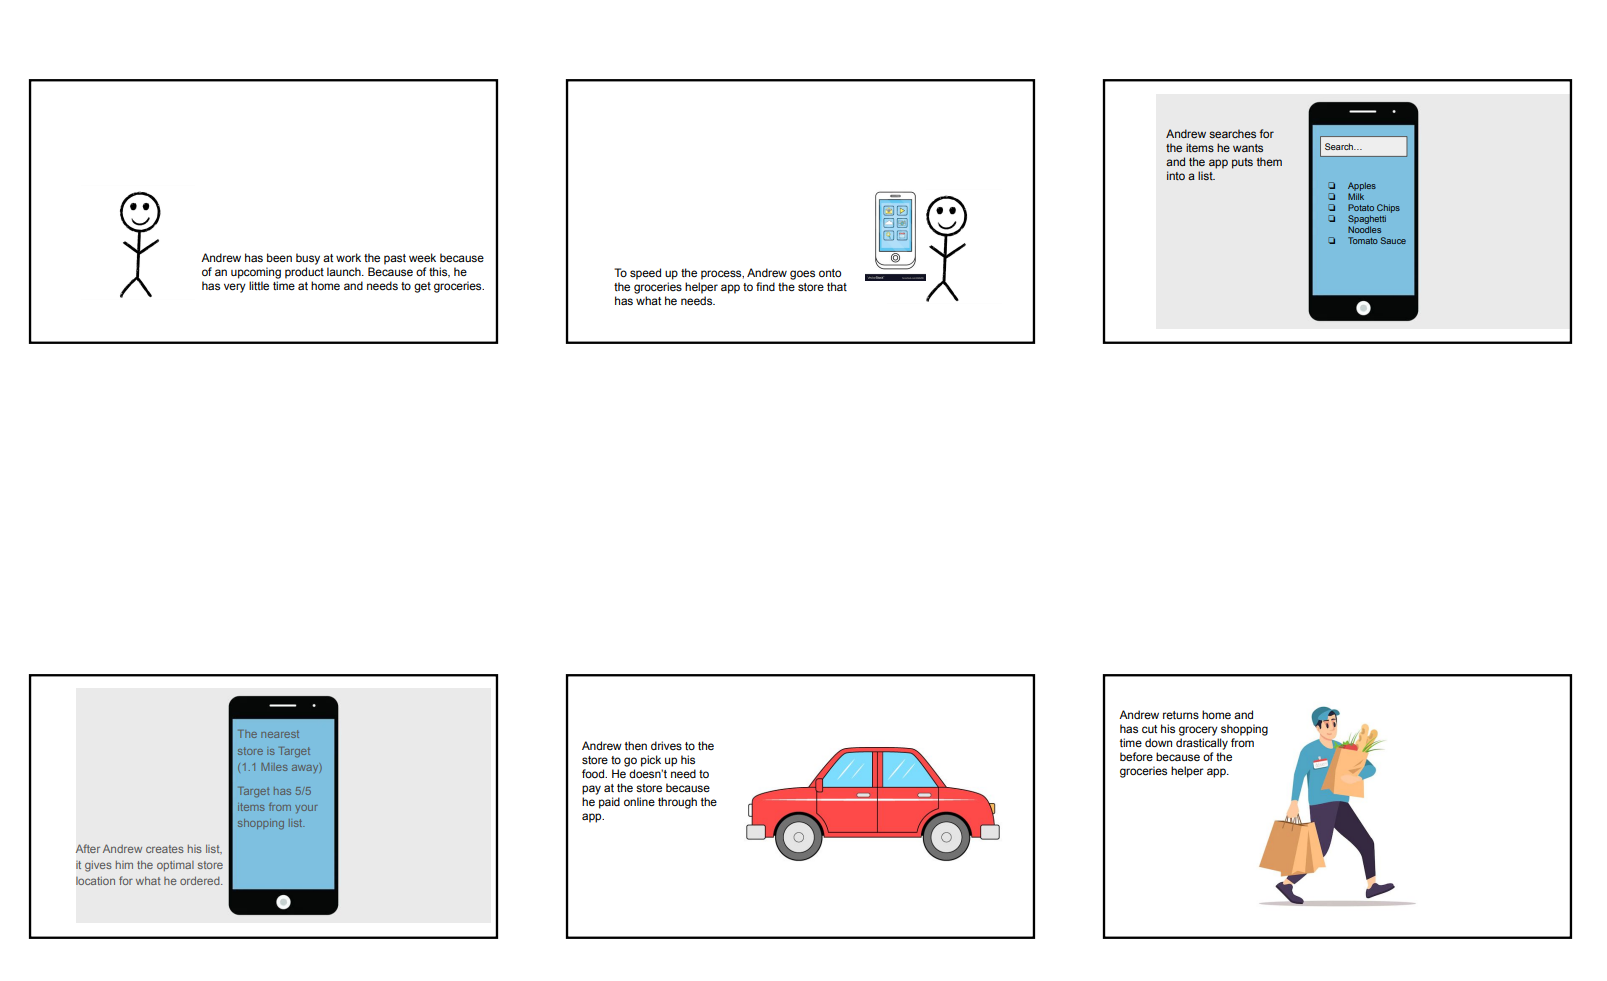 Andrew has been busy at work the past week because
of an upcoming product launch. Because of this, he
has very little time at home and needs to get groceries.
To speed up the process, Andrew goes onto
the groceries helper app to find the store that
has what he needs.
Andrew searches for
the items he wants
and the app puts them
into a list.
Search...
Apples
Milk
Potato Chips
Spaghetti
Noodles
Tomato Sauce
The nearest
store is Target
(1.1 Miles away)
Target has 5/5
items from your
shopping list.
After Andrew creates his list,
it gives him the optimal store
location for what he ordered.
Andrew then drives to the
store to go pick up his
food. He doesn't need to
pay at the store because
he paid online through the
app.
Andrew returns home and
has cut his grocery shopping
time down drastically from
before because of the
groceries helper app.